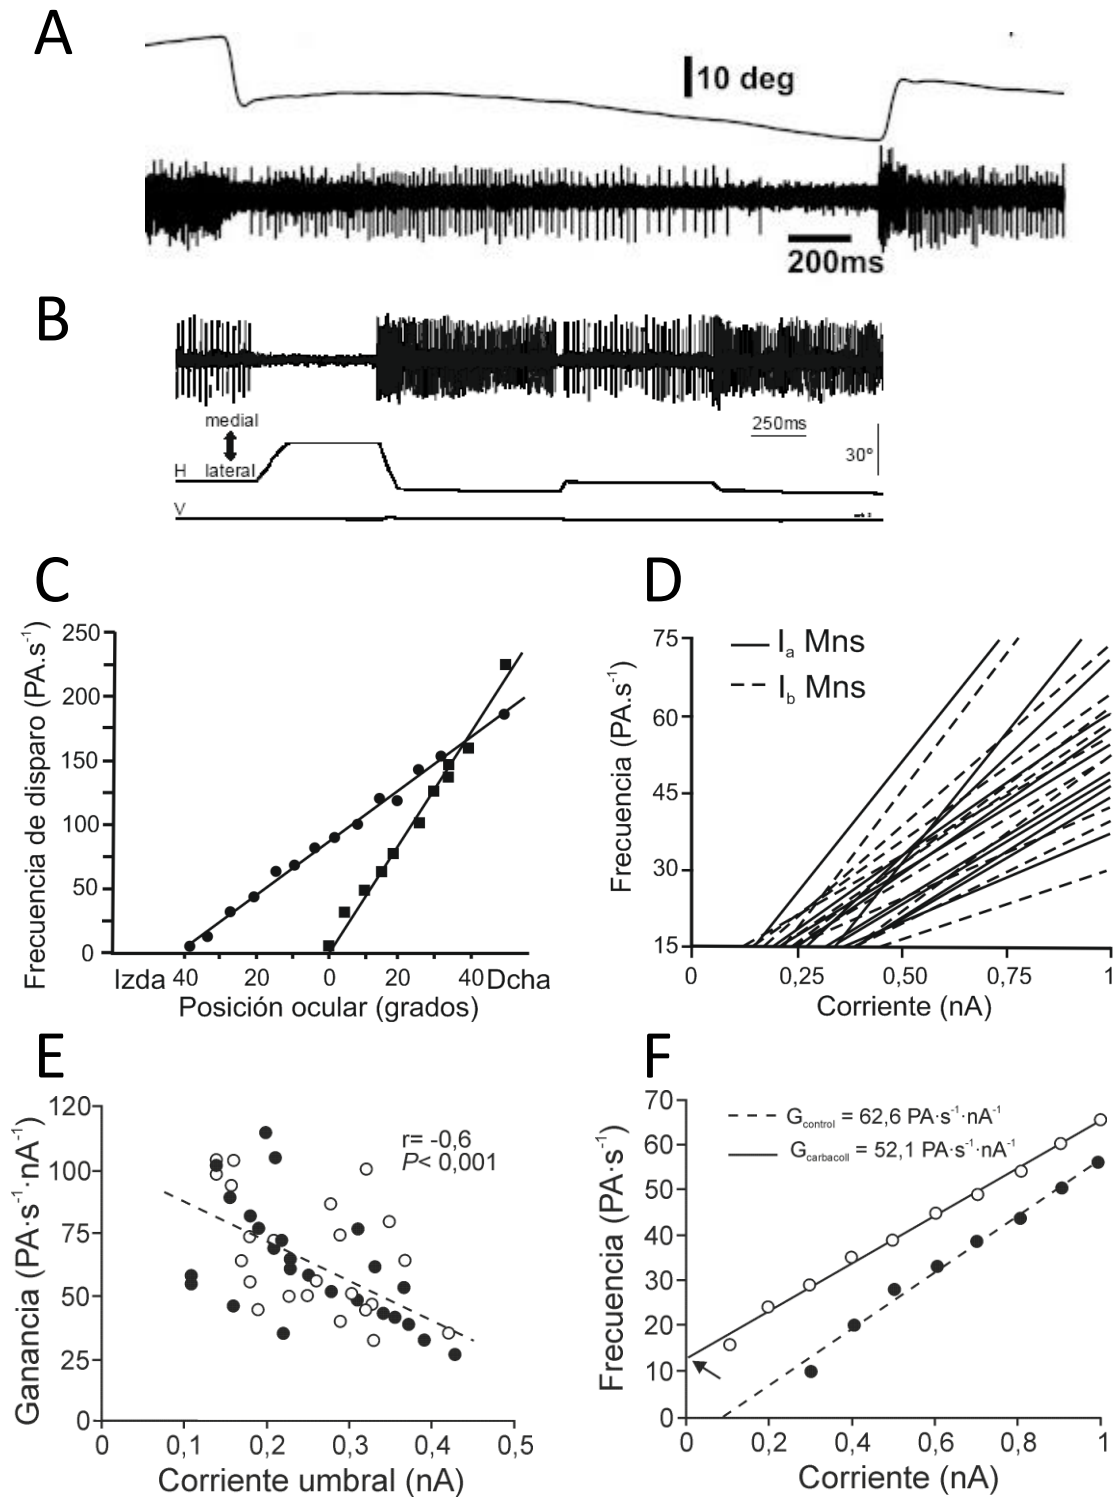 A
10 deg
200ms
B
medial
lateral
H
V
250ms
30º
C
Frecuencia de disparo (PA.s⁻¹)
250
200
150
100
50
0
Izda 40 20 0 20 40 Dcha
Posición ocular (grados)
D
Frecuencia (PA.s⁻¹)
Iₐ Mns
I_b Mns
75
60
45
30
15
0 0,25 0,50 0,75 1
Corriente (nA)
E
Ganancia (PA·s⁻¹·nA⁻¹)
r= -0,6
P< 0,001
120
100
75
50
25
0
0 0,1 0,2 0,3 0,4 0,5
Corriente umbral (nA)
F
Frecuencia (PA·s⁻¹)
G control = 62,6 PA·s⁻¹·nA⁻¹
G carbacoll = 52,1 PA·s⁻¹·nA⁻¹
70
60
50
40
30
20
10
0
0 0,2 0,4 0,6 0,8 1
Corriente (nA)